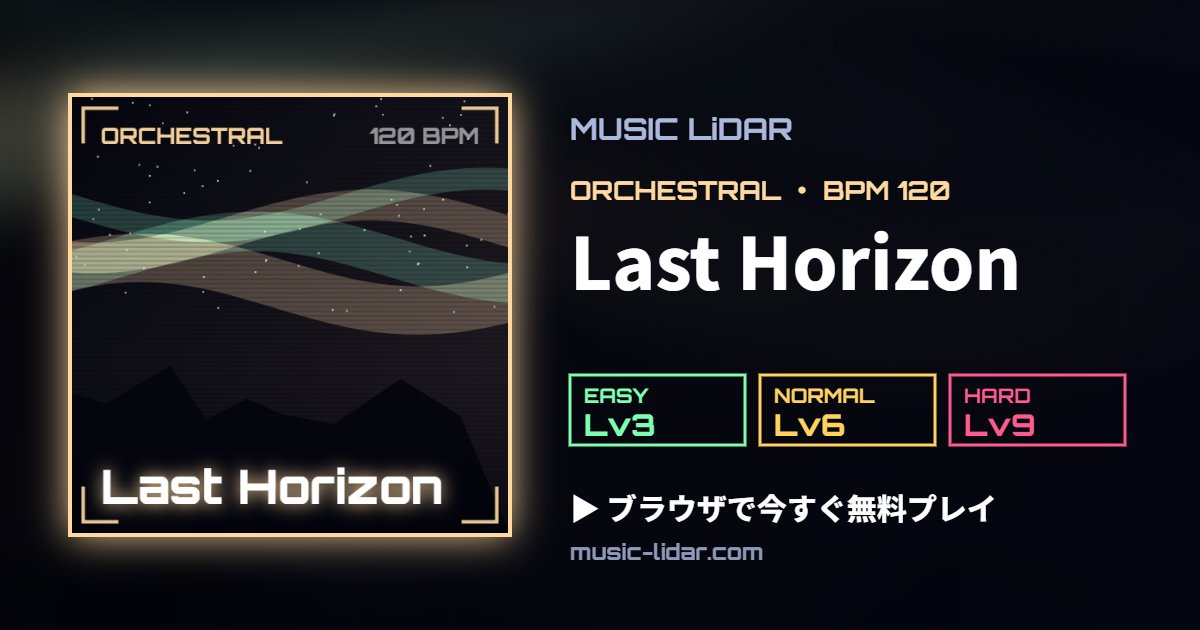 ORCHESTRAL 120 BPM
Last Horizon
MUSIC LiDAR
ORCHESTRAL • BPM 120
Last Horizon
EASY NORMAL HARD
Lv3 Lv6 Lv9
▶ ブラウザで今すぐ無料プレイ
music-lidar.com